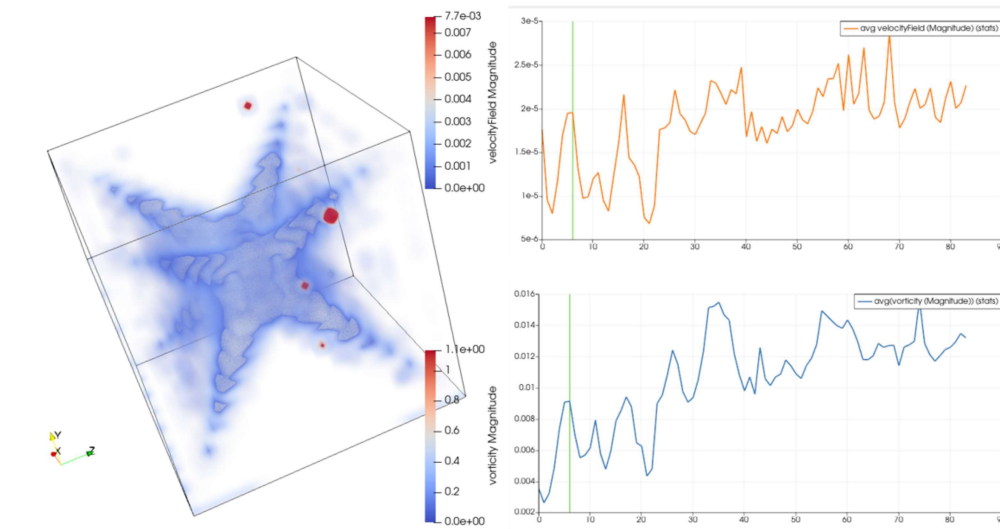 7.7e-03
0.007
0.006
0.005
0.004
0.003
0.002
0.001
0.0e+00
velocityField Magnitude
1.1e+00
1
0.8
0.6
0.4
0.2
0.0e+00
vorticity Magnitude
Y
X
Z
avg velocityField (Magnitude) (stats)
3e-5
2.5e-5
2e-5
1.5e-5
1e-5
5e-6
0 10 20 30 40 50 60 70 80
avg(vorticity (Magnitude)) (stats)
0.016
0.014
0.012
0.01
0.008
0.006
0.004
0.002
0 10 20 30 40 50 60 70 80